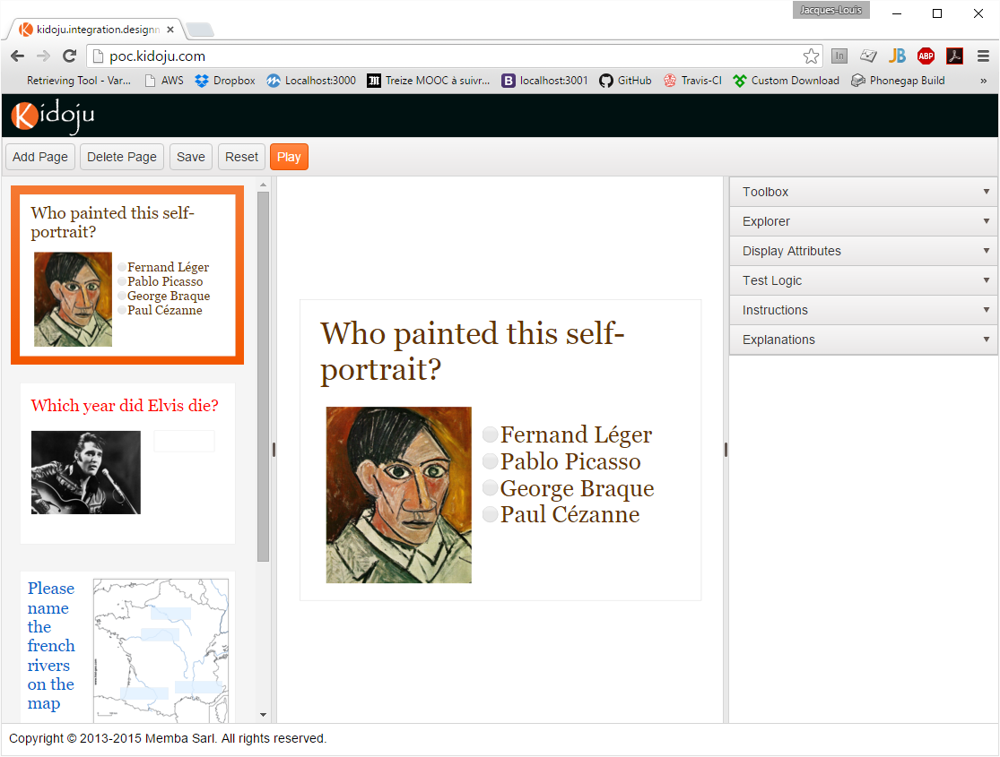 Jacques-Louis
kidoju.integration.designn
poc.kidoju.com
In
JB
ABP
Retrieving Tool - Var...
AWS
Dropbox
Localhost:3000
Treize MOOC à suivr...
B
localhost:3001
GitHub
Travis-CI
Custom Download
Phonegap Build
»
Kidoju
Add Page
Delete Page
Save
Reset
Play
Who painted this self-
portrait?
Fernand Léger
Pablo Picasso
George Braque
Paul Cézanne
Which year did Elvis die?
Please
name
the
french
rivers
on the
map
Who painted this self-
portrait?
Fernand Léger
Pablo Picasso
George Braque
Paul Cézanne
Toolbox
Explorer
Display Attributes
Test Logic
Instructions
Explanations
Copyright © 2013-2015 Memba Sarl. All rights reserved.